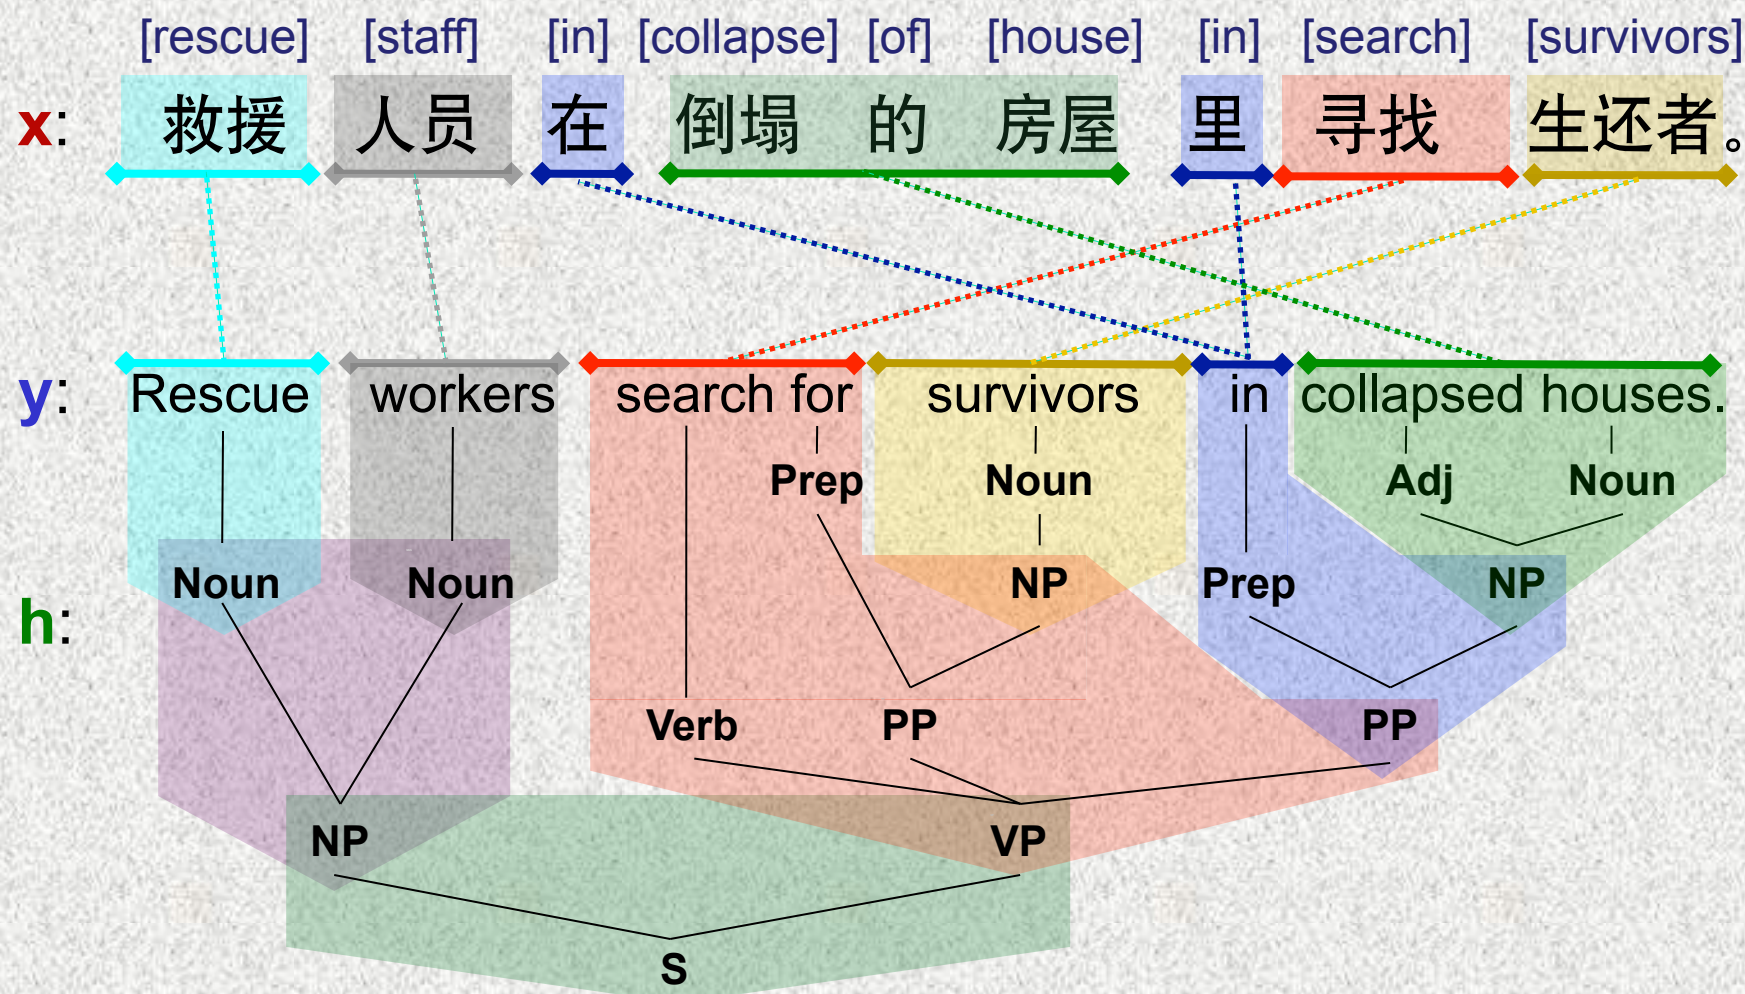 [rescue] [staff] [in] [collapse] [of] [house] [in] [search] [survivors]
x: 救援 人员 在 倒塌 的 房屋 里 寻找 生还者。
y: Rescue workers search for survivors in collapsed houses.
Prep Noun Adj Noun
h: Noun Noun NP Prep NP
Verb PP PP
NP VP
S